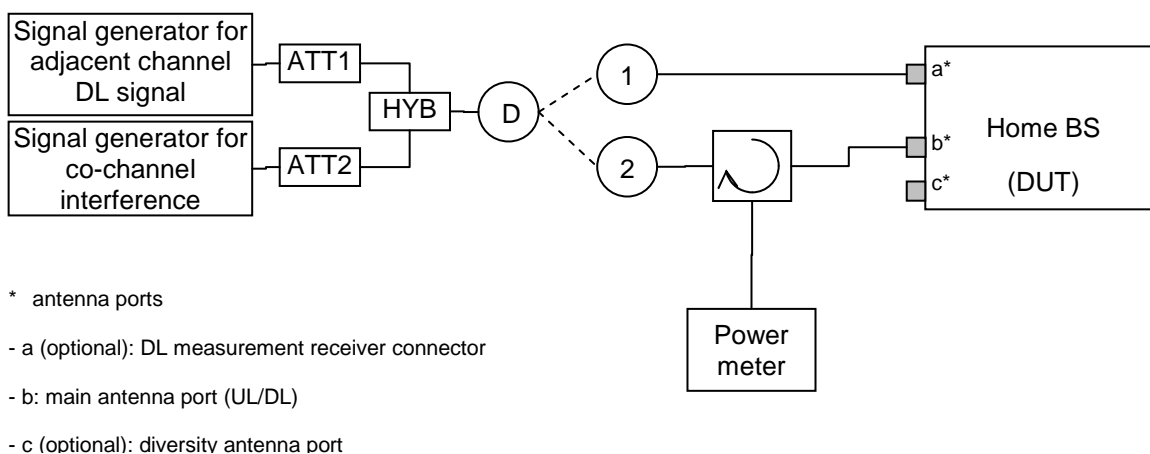 Signal generator for
adjacent channel
DL signal
ATT1
HYB
D
1
2
a*
b*
c*
Home BS
(DUT)
Signal generator for
co-channel
interference
ATT2
Power
meter
* antenna ports
- a (optional): DL measurement receiver connector
- b: main antenna port (UL/DL)
- c (optional): diversity antenna port